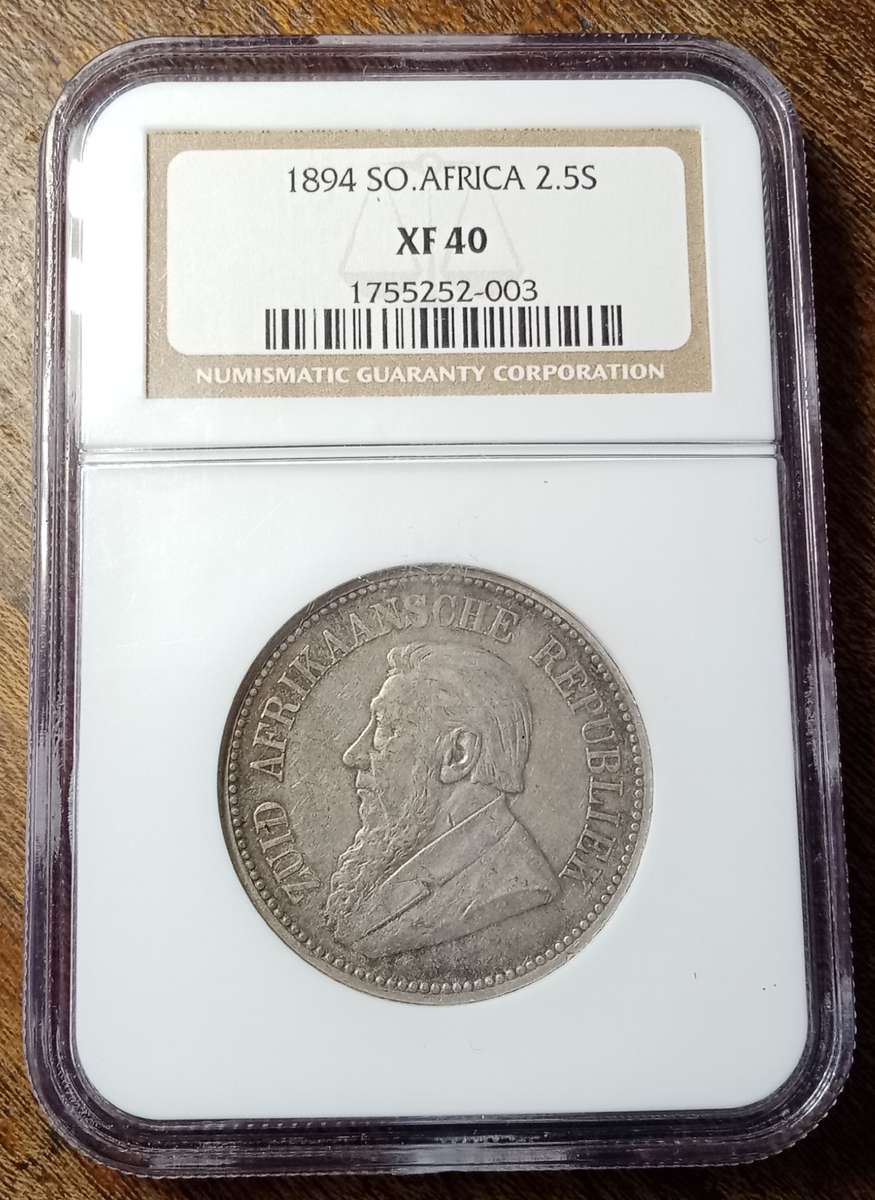 1894 SO.AFRICA 2.5S
XF 40
1755252-003
NUMISMATIC GUARANTY CORPORATION
ZUID AFRIKAANSCHE REPUBLIEK